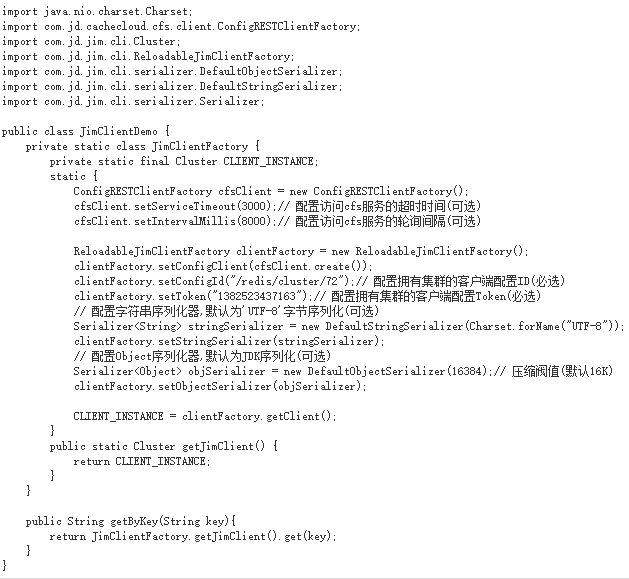 import java.nio.charset.Charset;
import com.jd.cachecloud.cfs.client.ConfigRESTClientFactory;
import com.jd.jim.cli.Cluster;
import com.jd.jim.cli.ReloadableJimClientFactory;
import com.jd.jim.cli.serializer.DefaultObjectSerializer;
import com.jd.jim.cli.serializer.DefaultStringSerializer;
import com.jd.jim.cli.serializer.Serializer;

public class JimClientDemo {
    private static class JimClientFactory {
        private static final Cluster CLIENT_INSTANCE;
        static {
            ConfigRESTClientFactory cfsClient = new ConfigRESTClientFactory();
            cfsClient.setServiceTimeout(3000);// 配置访问cfs服务的超时时间(可选)
            cfsClient.setIntervalMillis(8000);// 配置访问cfs服务的轮询间隔(可选)

            ReloadableJimClientFactory clientFactory = new ReloadableJimClientFactory();
            clientFactory.setConfigClient(cfsClient.create());
            clientFactory.setConfigId("/redis/cluster/72");// 配置拥有集群的客户端配置ID(必选)
            clientFactory.setToken("1382523437163");// 配置拥有集群的客户端配置Token(必选)
            // 配置字符串序列化器,默认为'UTF-8'字节序列化(可选)
            Serializer<String> stringSerializer = new DefaultStringSerializer(Charset.forName("UTF-8"));
            clientFactory.setStringSerializer(stringSerializer);
            // 配置Object序列化器,默认为JDK序列化(可选)
            Serializer<Object> objSerializer = new DefaultObjectSerializer(16384);// 压缩阀值(默认16K)
            clientFactory.setObjectSerializer(objSerializer);

            CLIENT_INSTANCE = clientFactory.getClient();
        }
        public static Cluster getJimClient() {
            return CLIENT_INSTANCE;
        }
    }

    public String getByKey(String key){
        return JimClientFactory.getJimClient().get(key);
    }
}